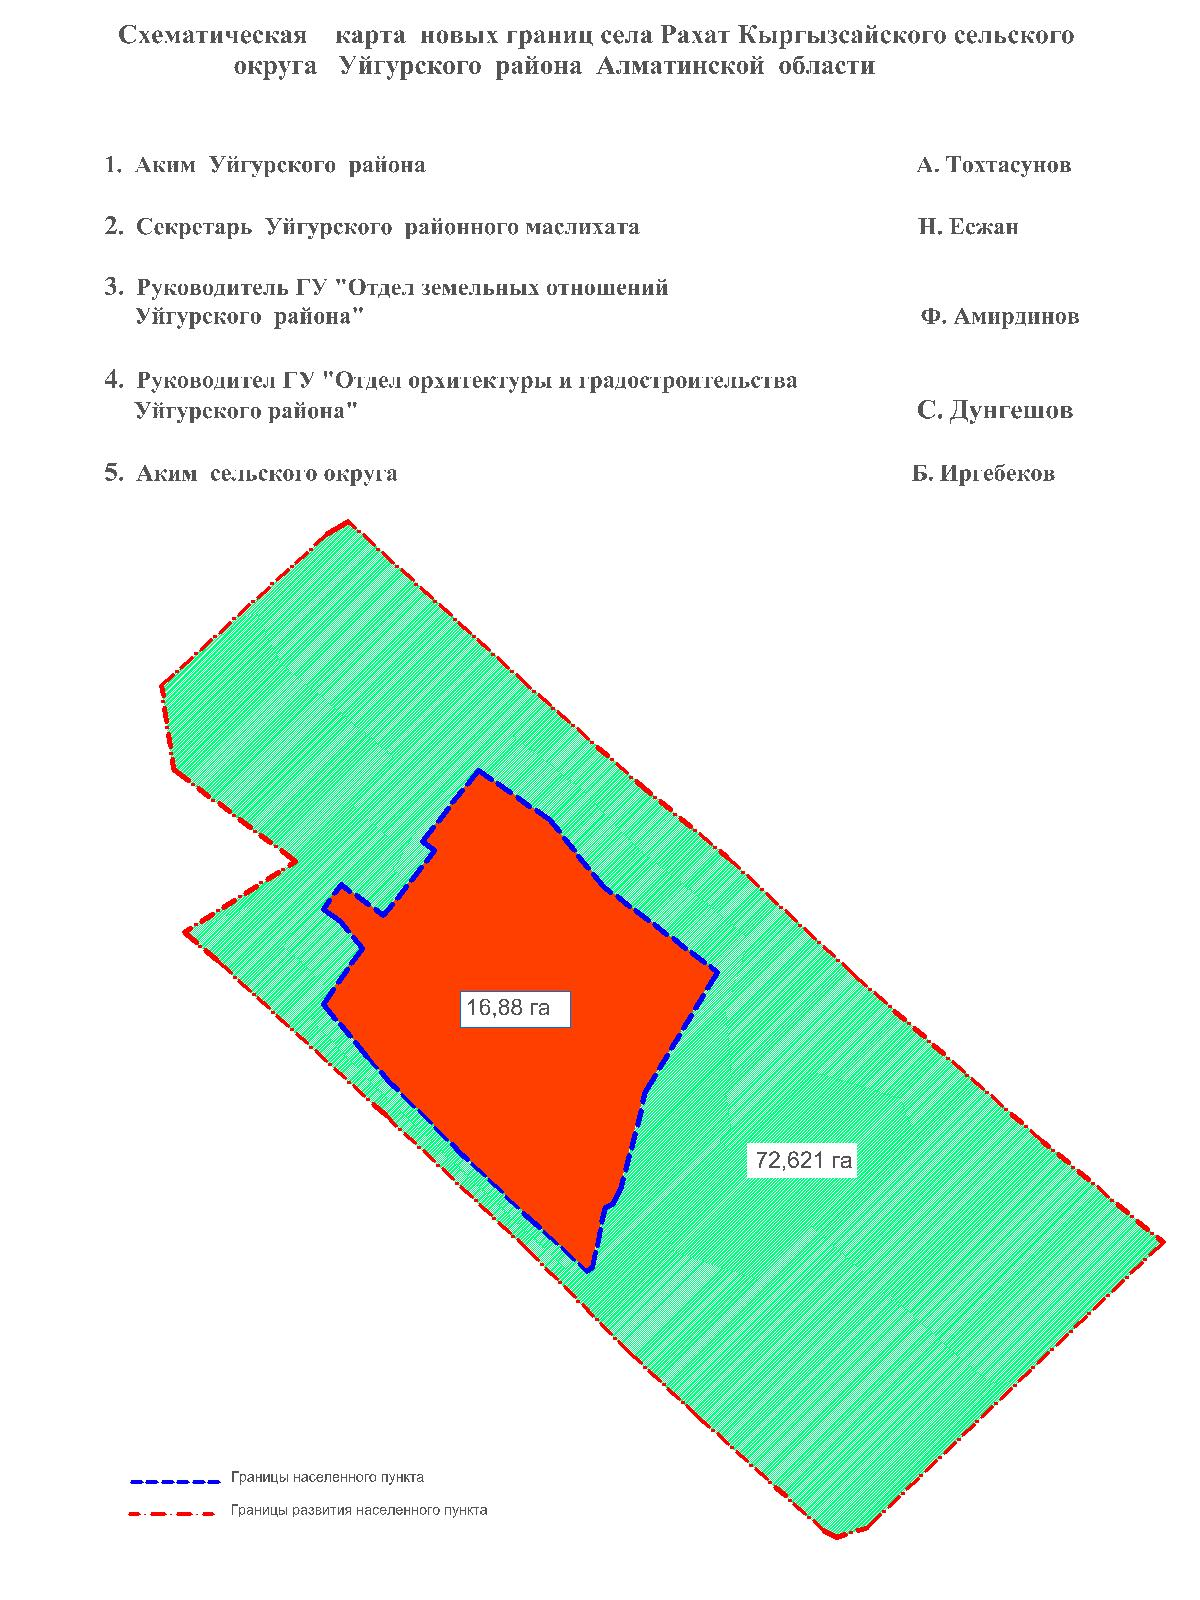 Схематическая карта новых границ села Рахат Кыргызсайского сельского
округа Уйгурского района Алматинской области
1. Аким Уйгурского района А. Тохтасунов
2. Секретарь Уйгурского районного маслихата Н. Есжан
3. Руководитель ГУ "Отдел земельных отношений
Уйгурского района" Ф. Амирдинов
4. Руководител ГУ "Отдел орхитектуры и градостроительства
Уйгурского района" С. Дунгешов
5. Аким сельского округа Б. Иргебеков
16,88 га
72,621 га
Границы населенного пункта
Границы развития населенного пункта